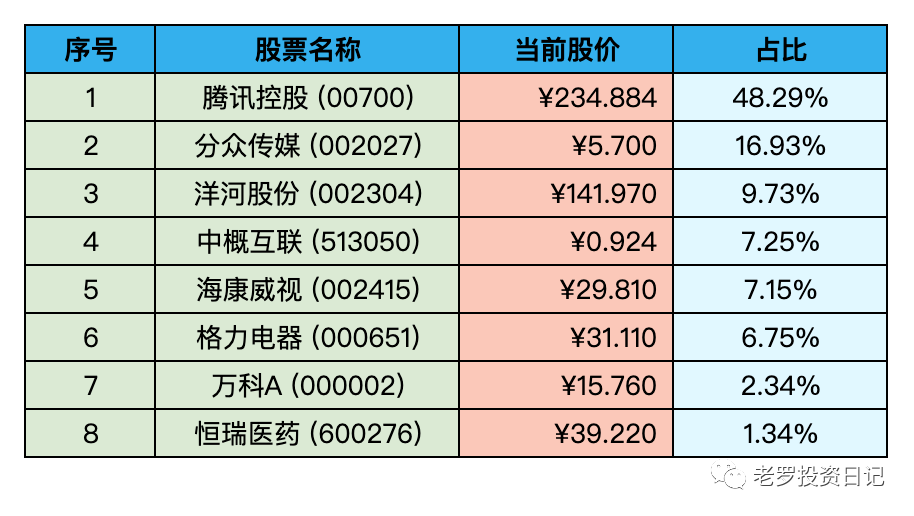 序号 股票名称 当前股价 占比
1 腾讯控股 (00700) ¥234.884 48.29%
2 分众传媒 (002027) ¥5.700 16.93%
3 洋河股份 (002304) ¥141.970 9.73%
4 中概互联 (513050) ¥0.924 7.25%
5 海康威视 (002415) ¥29.810 7.15%
6 格力电器 (000651) ¥31.110 6.75%
7 万科A (000002) ¥15.760 2.34%
8 恒瑞医药 (600276) ¥39.220 1.34%
老罗投资日记